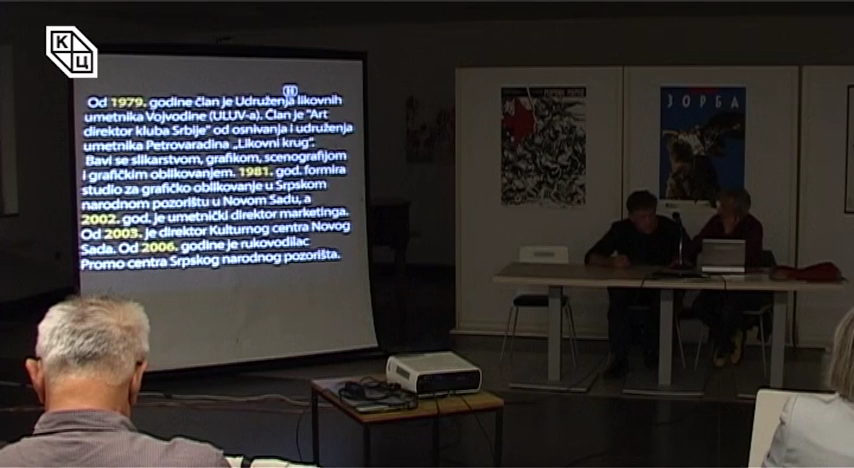 К
Ц
Od 1979. godine član je Udruženja likovnih
umetnika Vojvodine (ULUV-a). Član je "Art
direktor kluba Srbije" od osnivanja i udruženja
umetnika Petrovaradina „Likovni krug".
Bavi se slikarstvom, grafikom, scenografijom
i grafičkim oblikovanjem. 1981. god. formira
studio za grafičko oblikovanje u Srpskom
narodnom pozorištu u Novom Sadu, a
2002. god. je umetnički direktor marketinga.
Od 2003. je direktor Kulturnog centra Novog
Sada. Od 2006. godine je rukovodilac
Promo centra Srpskog narodnog pozorišta.
ЗОРБА